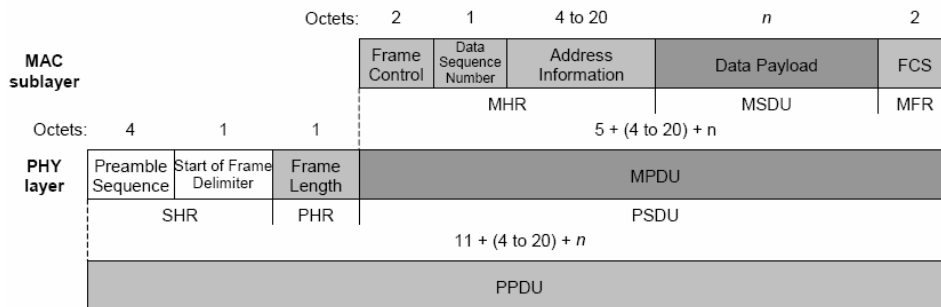 Octets: 2 1 4 to 20 n 2
MAC sublayer
Frame Control
Data Sequence Number
Address Information
Data Payload
FCS
MHR MSDU MFR
Octets: 4 1 1 5 + (4 to 20) + n
PHY layer
Preamble Sequence
Start of Frame Delimiter
Frame Length
MPDU
SHR PHR PSDU
11 + (4 to 20) + n
PPDU